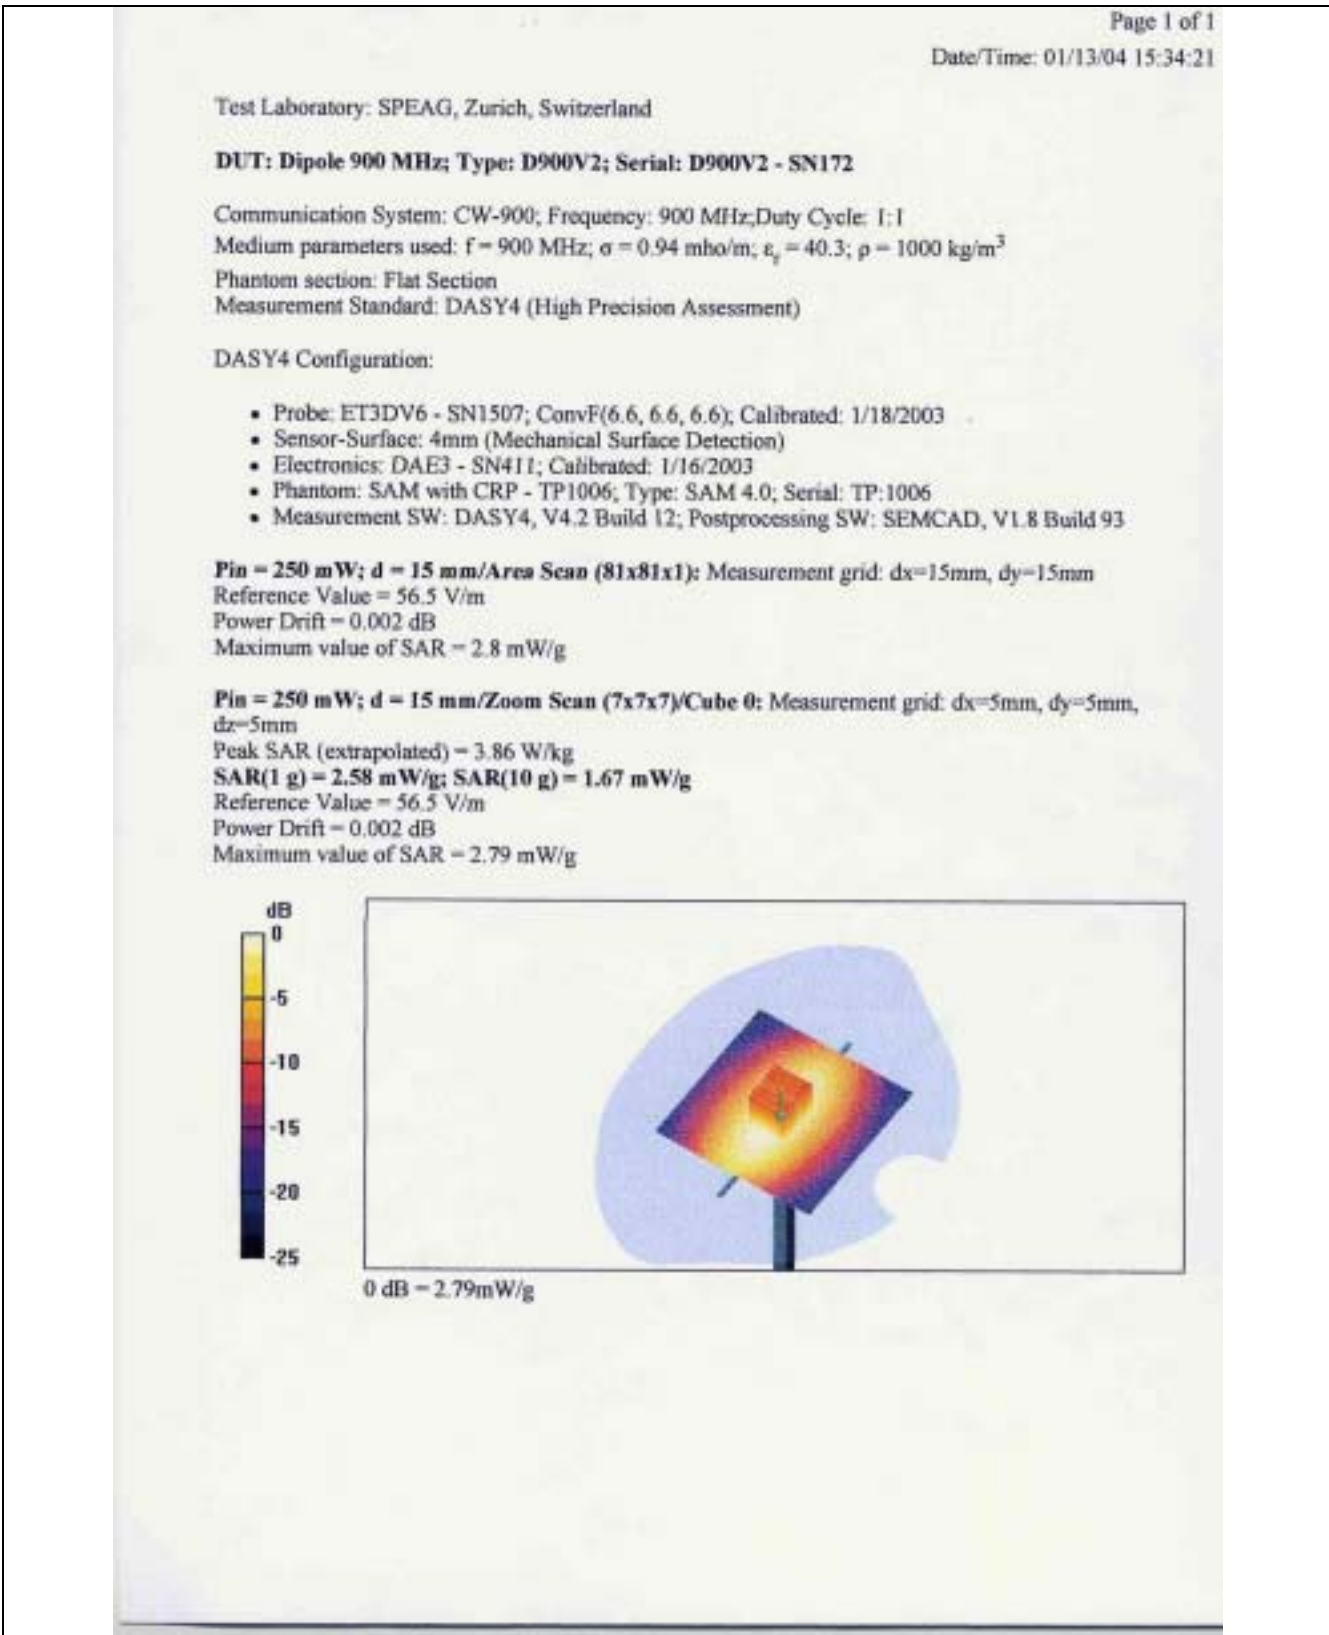 Page 1 of 1
Date/Time: 01/13/04 15:34:21
Test Laboratory: SPEAG, Zurich, Switzerland
DUT: Dipole 900 MHz; Type: D900V2; Serial: D900V2 - SN172
Communication System: CW-900; Frequency: 900 MHz;Duty Cycle: 1:1
Medium parameters used: f = 900 MHz; σ = 0.94 mho/m; εr = 40.3; ρ = 1000 kg/m³
Phantom section: Flat Section
Measurement Standard: DASY4 (High Precision Assessment)
DASY4 Configuration:
• Probe: ET3DV6 - SN1507; ConvF(6.6, 6.6, 6.6); Calibrated: 1/18/2003
• Sensor-Surface: 4mm (Mechanical Surface Detection)
• Electronics: DAE3 - SN411; Calibrated: 1/16/2003
• Phantom: SAM with CRP - TP1006; Type: SAM 4.0; Serial: TP:1006
• Measurement SW: DASY4, V4.2 Build 12; Postprocessing SW: SEMCAD, V1.8 Build 93
Pin = 250 mW; d = 15 mm/Area Scan (81x81x1): Measurement grid: dx=15mm, dy=15mm
Reference Value = 56.5 V/m
Power Drift = 0.002 dB
Maximum value of SAR = 2.8 mW/g
Pin = 250 mW; d = 15 mm/Zoom Scan (7x7x7)/Cube 0: Measurement grid: dx=5mm, dy=5mm,
dz=5mm
Peak SAR (extrapolated) = 3.86 W/kg
SAR(1 g) = 2.58 mW/g; SAR(10 g) = 1.67 mW/g
Reference Value = 56.5 V/m
Power Drift = 0.002 dB
Maximum value of SAR = 2.79 mW/g
dB
0
-5
-10
-15
-20
-25
0 dB = 2.79mW/g